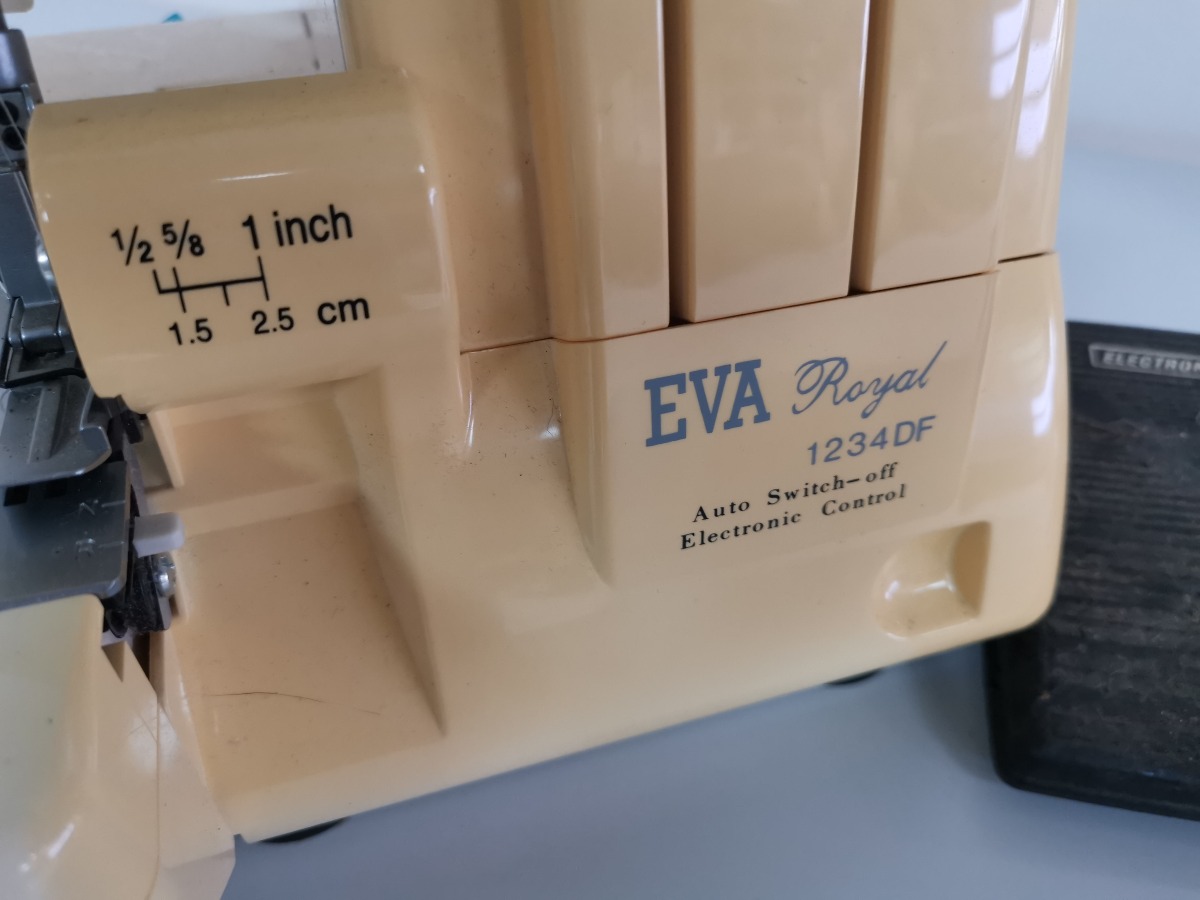 1/2 5/8 1 inch
1.5 2.5 cm
EVA Royal
1234DF
Auto Switch-off
Electronic Control